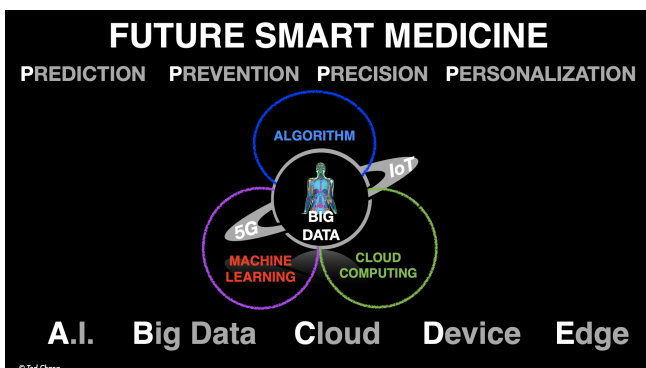 FUTURE SMART MEDICINE
PREDICTION PREVENTION PRECISION PERSONALIZATION
ALGORITHM
IoT
BIG
DATA
5G
MACHINE
LEARNING
CLOUD
COMPUTING
A.I. Big Data Cloud Device Edge